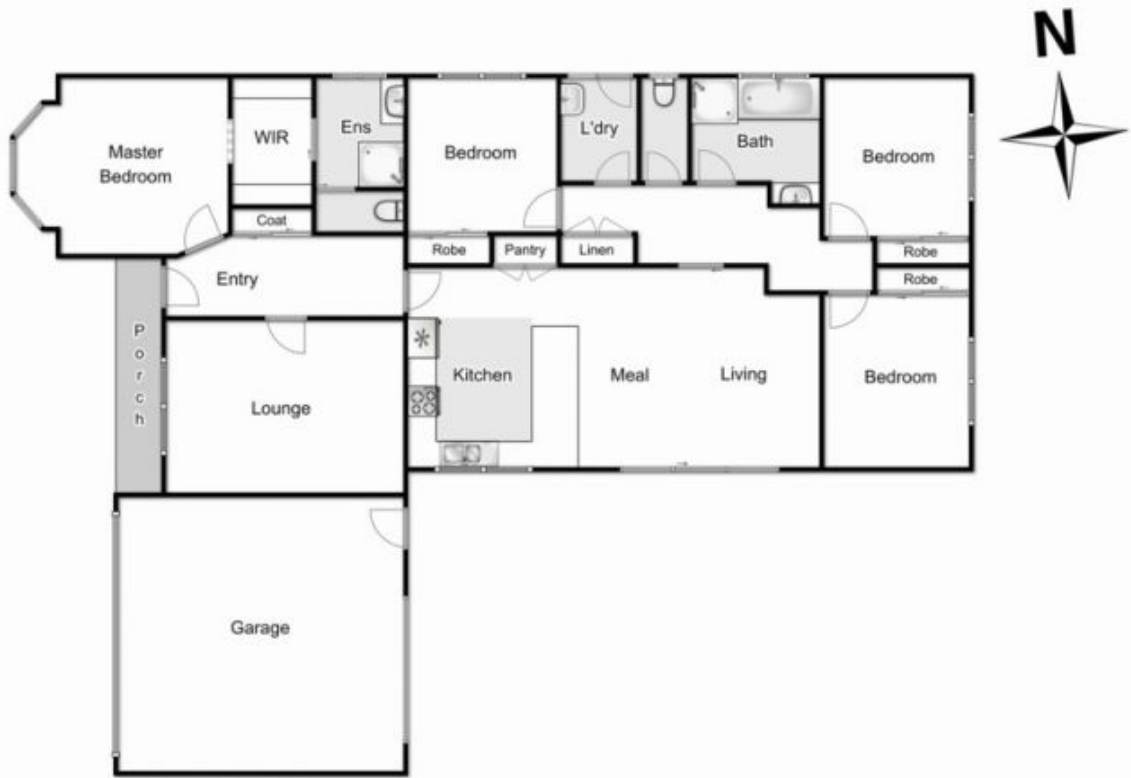 N
Master
Bedroom
WIR
Ens
Bedroom
L'dry
Bath
Bedroom
Coat
Robe
Pantry
Linen
Robe
Robe
Entry
Porch
Kitchen
Meal
Living
Bedroom
Lounge
Garage